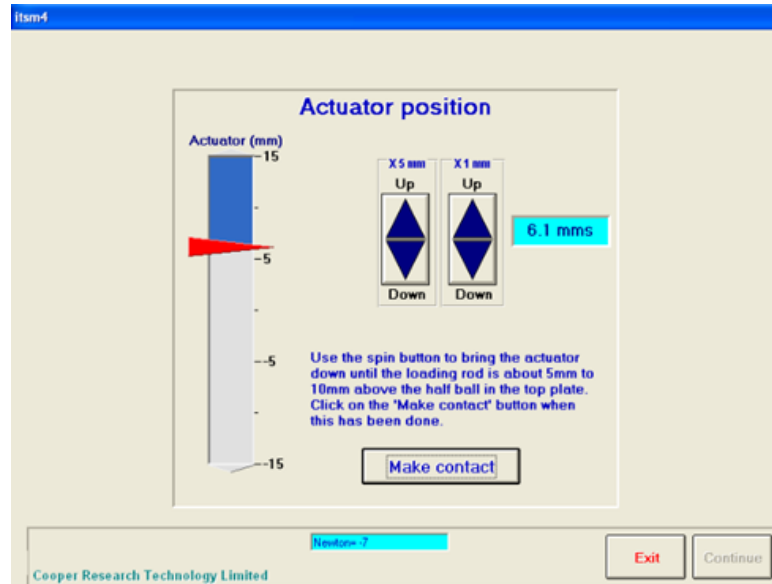 itsm4
Actuator position
Actuator (mm)
15
5
-5
-15
X 5 mm
Up
Down
X 1 mm
Up
Down
6.1 mms
Use the spin button to bring the actuator
down until the loading rod is about 5mm to
10mm above the half ball in the top plate.
Click on the 'Make contact' button when
this has been done.
Make contact
Newton= -7
Cooper Research Technology Limited
Exit
Continue